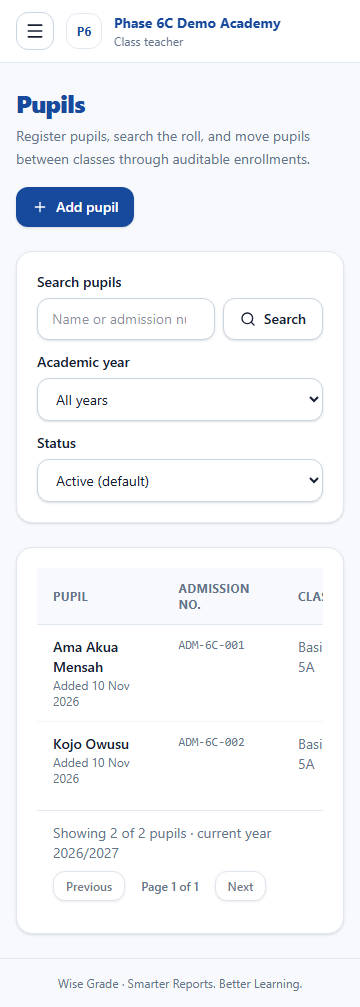 P6
Phase 6C Demo Academy
Class teacher
Pupils
Register pupils, search the roll, and move pupils
between classes through auditable enrollments.
Add pupil
Search pupils
Name or admission nu
Search
Academic year
All years
Status
Active (default)
PUPIL
ADMISSION
NO.
CLAS
Ama Akua
Mensah
Added 10 Nov
2026
ADM-6C-001
Basi
5A
Kojo Owusu
Added 10 Nov
2026
ADM-6C-002
Basi
5A
Showing 2 of 2 pupils · current year
2026/2027
Previous
Page 1 of 1
Next
Wise Grade · Smarter Reports. Better Learning.